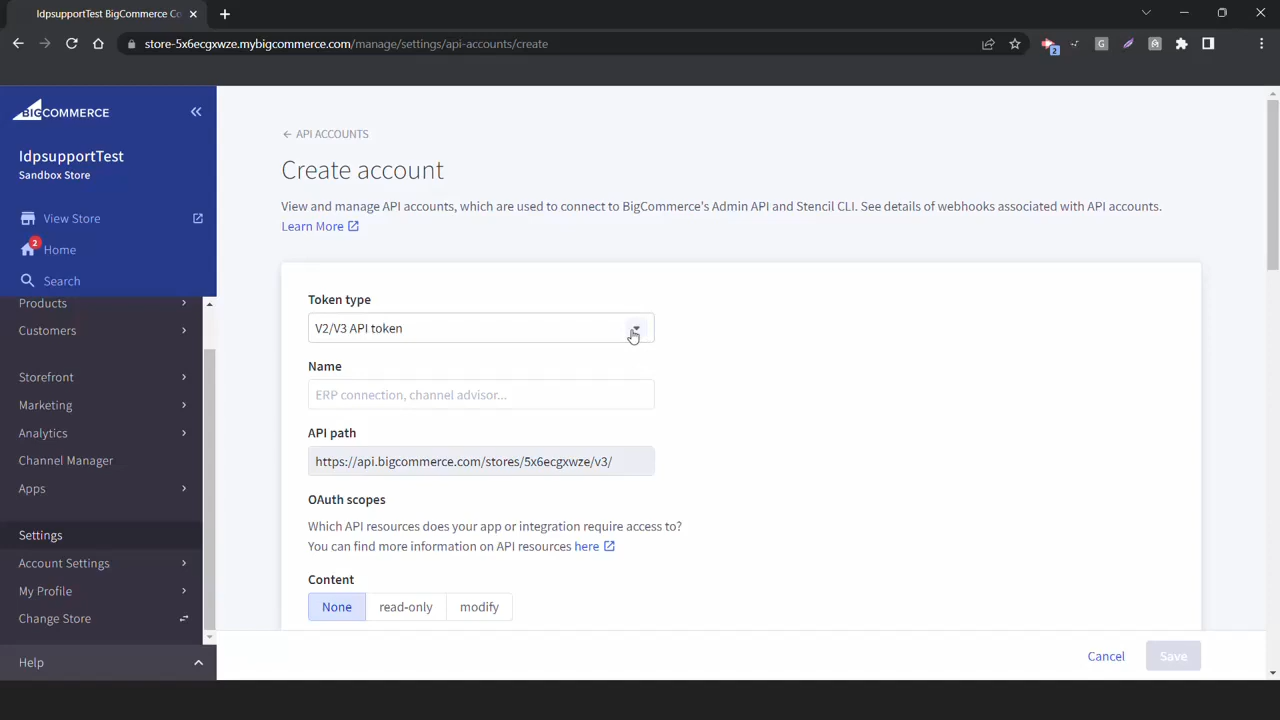 IdpsupportTest BigCommerce Co
store-5x6ecgxwze.mybigcommerce.com/manage/settings/api-accounts/create
2
G
BIGCOMMERCE
IdpsupportTest
Sandbox Store
View Store
2
Home
Search
Products
Customers
Storefront
Marketing
Analytics
Channel Manager
Apps
Settings
Account Settings
My Profile
Change Store
Help
← API ACCOUNTS
Create account
View and manage API accounts, which are used to connect to BigCommerce's Admin API and Stencil CLI. See details of webhooks associated with API accounts.
Learn More
Token type
V2/V3 API token
Name
ERP connection, channel advisor...
API path
https://api.bigcommerce.com/stores/5x6ecgxwze/v3/
OAuth scopes
Which API resources does your app or integration require access to?
You can find more information on API resources here
Content
None read-only modify
Cancel Save